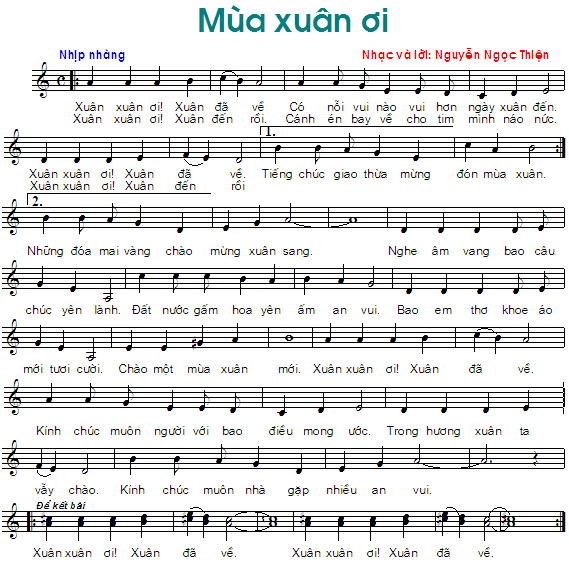 Mùa xuân ơi
Nhịp nhàng
Nhạc và lời: Nguyễn Ngọc Thiện
Xuân xuân ơi! Xuân đã về Có nỗi vui nào vui hơn ngày xuân đến.
Xuân xuân ơi! Xuân đến rồi. Cánh én bay về cho tim mình náo nức.
1.
Xuân xuân ơi! Xuân đã về. Tiếng chúc giao thừa mừng đón mùa xuân.
Xuân xuân ơi! Xuân đến rồi
2.
Những đóa mai vàng chào mừng xuân sang. Nghe âm vang bao câu
chúc yên lành. Đất nước gấm hoa yên ấm an vui. Bao em thơ khoe áo
mới tươi cười. Chào một mùa xuân mới. Xuân xuân ơi! Xuân đã về.
Kính chúc muôn người với bao điều mong ước. Trong hương xuân ta
vẫy chào. Kính chúc muôn nhà gặp nhiều an vui.
Để kết bài
Xuân xuân ơi! Xuân đã về. Xuân xuân ơi! Xuân đã về.